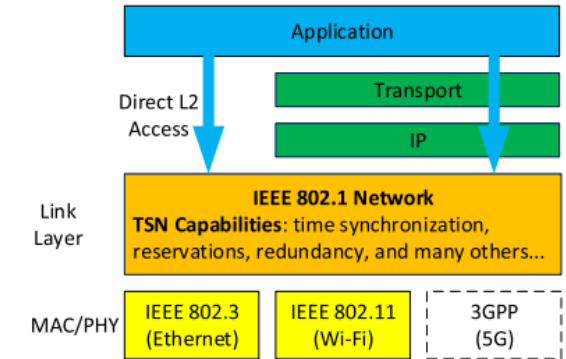 Application
Direct L2
Access
Transport
IP
Link
Layer
IEEE 802.1 Network
TSN Capabilities: time synchronization,
reservations, redundancy, and many others...
MAC/PHY
IEEE 802.3
(Ethernet)
IEEE 802.11
(Wi-Fi)
3GPP
(5G)